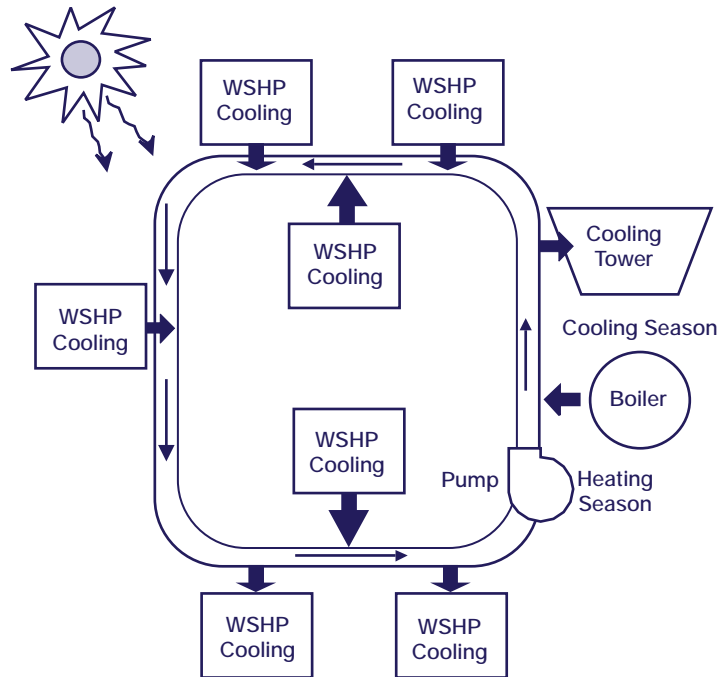 WSHP
Cooling
WSHP
Cooling
WSHP
Cooling
Cooling
Tower
WSHP
Cooling
Cooling Season
Boiler
WSHP
Cooling
Pump
Heating
Season
WSHP
Cooling
WSHP
Cooling